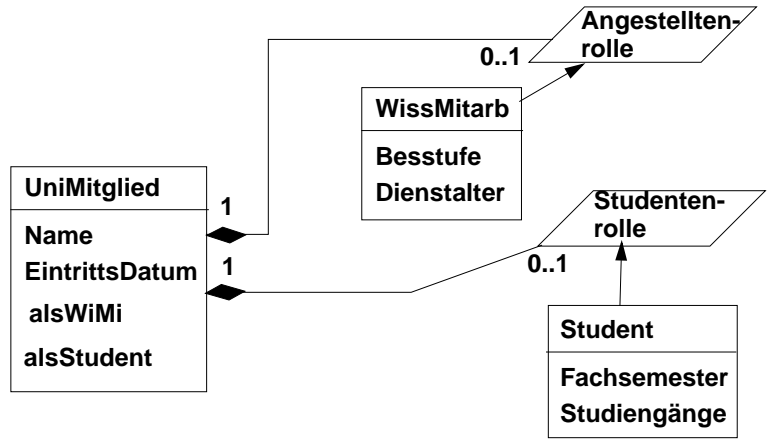 Angestellten-
rolle
0..1
WissMitarb
Besstufe
Dienstalter
UniMitglied
Name
EintrittsDatum
alsWiMi
alsStudent
1
1
Studenten-
rolle
0..1
Student
Fachsemester
Studiengänge